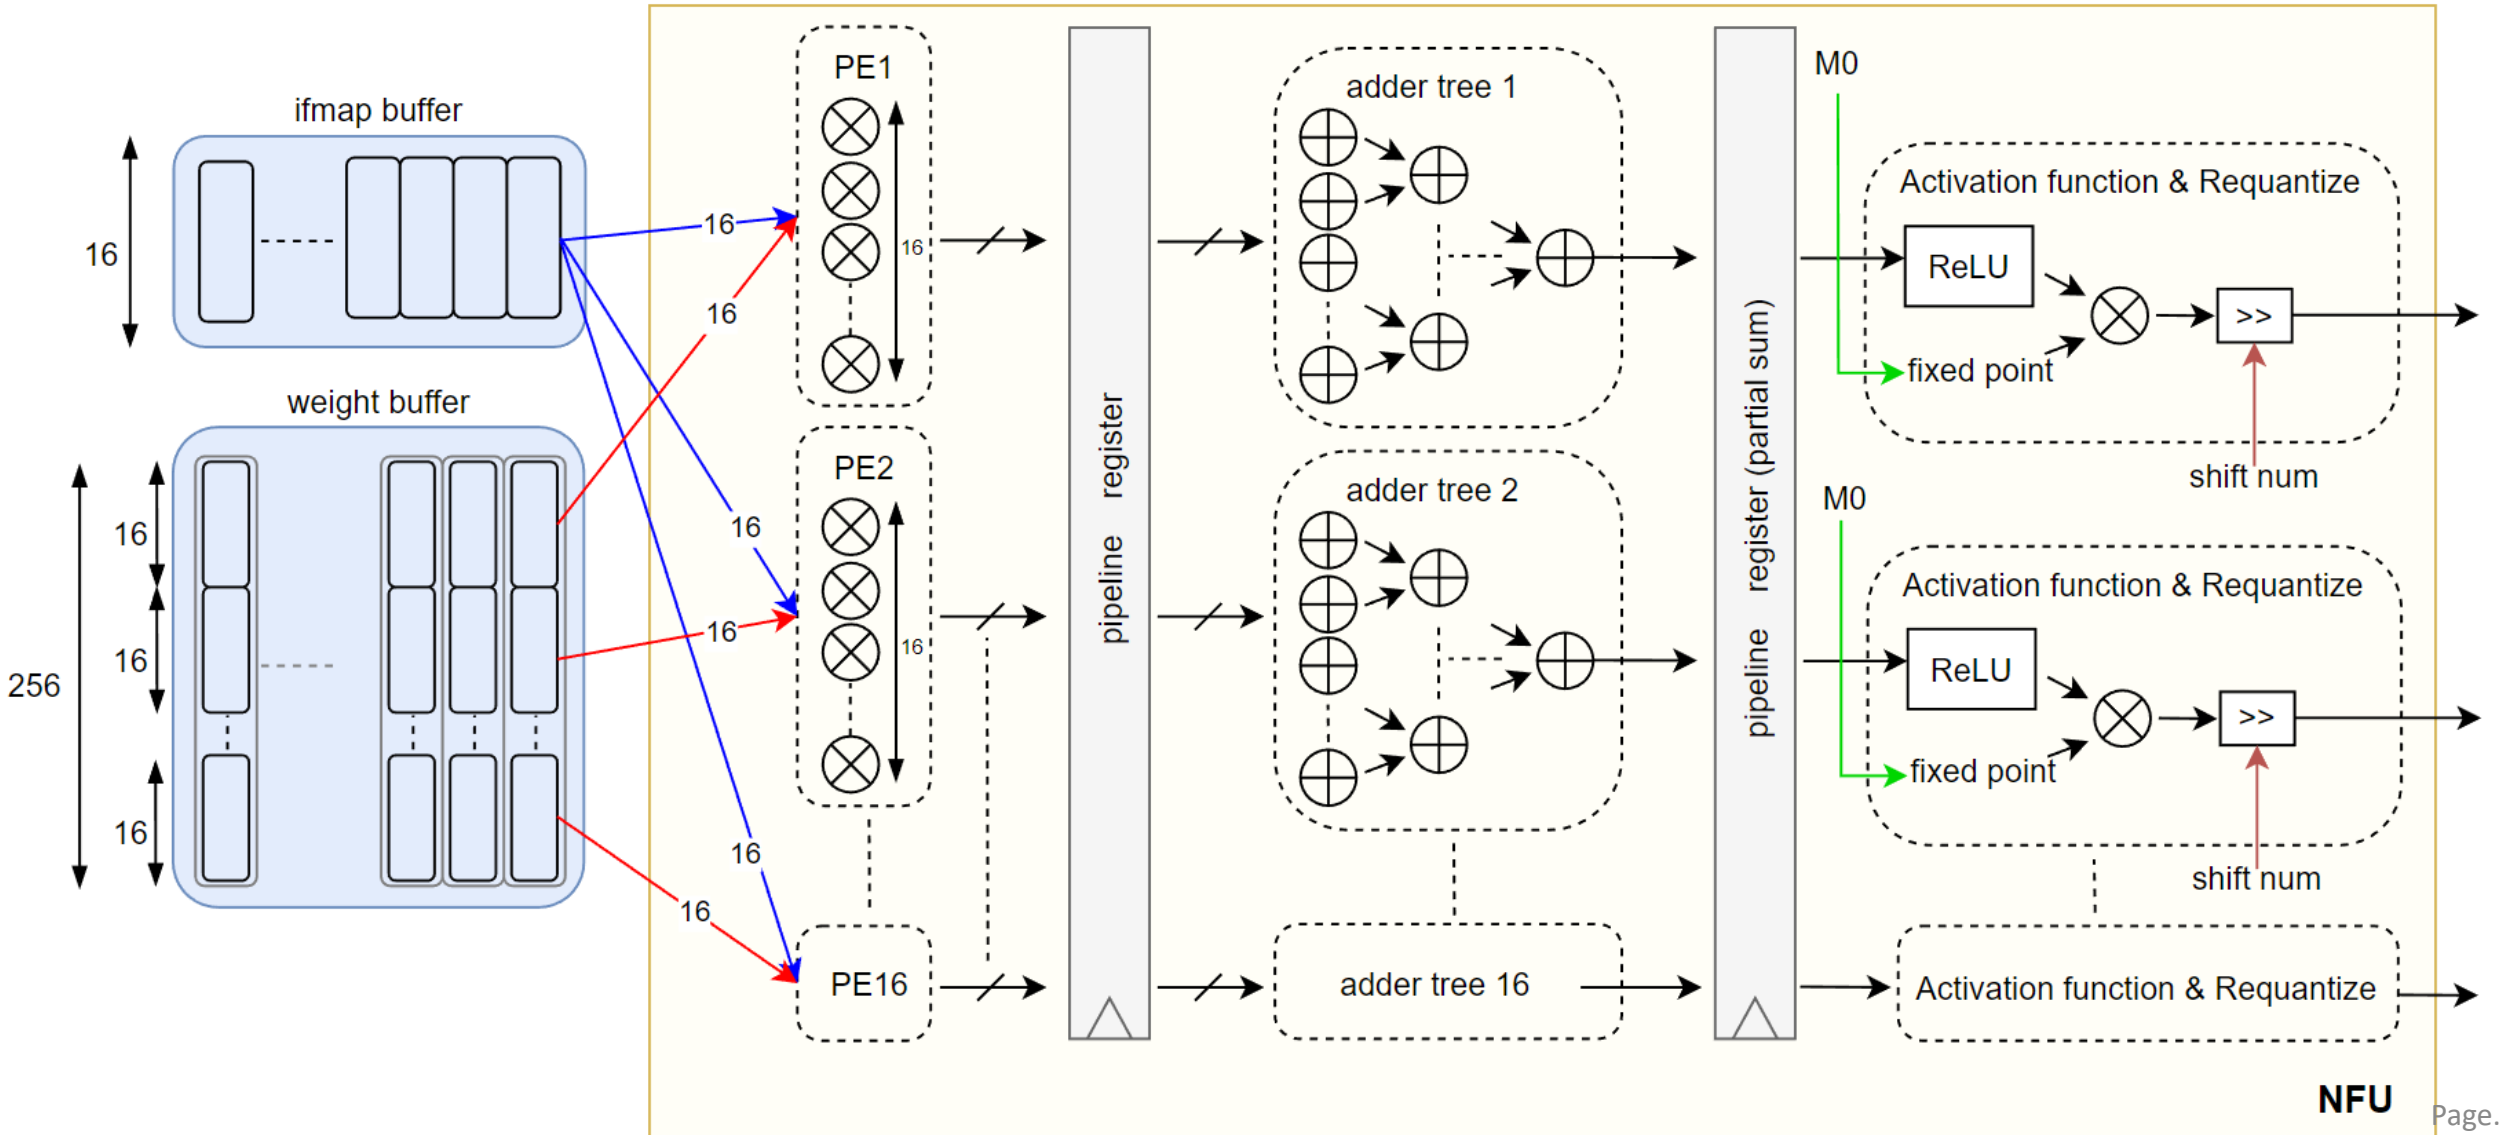 ifmap buffer
16
weight buffer
256
16
16
16
16
16
16
16
16
16
PE1
16
PE2
16
PE16
pipeline register
adder tree 1
adder tree 2
adder tree 16
pipeline register (partial sum)
M0
Activation function & Requantize
ReLU
>>
fixed point
shift num
M0
Activation function & Requantize
ReLU
>>
fixed point
shift num
Activation function & Requantize
NFU
Page.